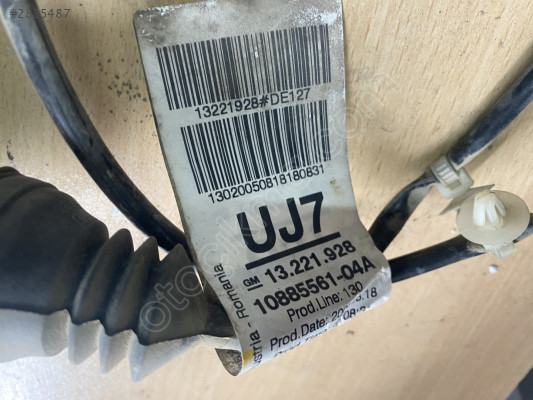 13221928#DE127
13020050818180831
UJ7
GM 13.221.928
10885561-04A
Romania
Prod.Line: 130
Prod.Date: